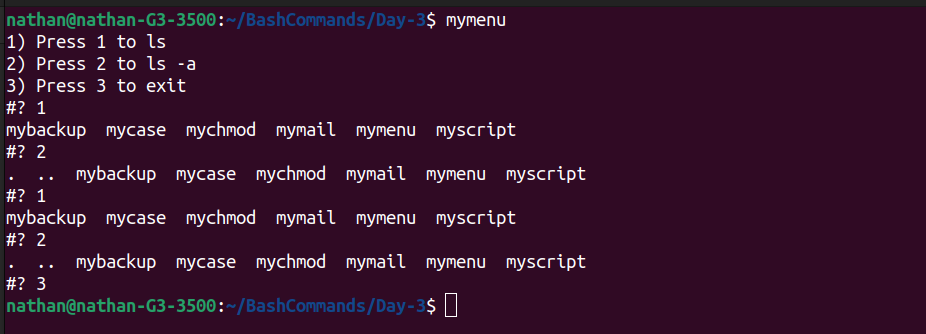 nathan@nathan-G3-3500:~/BashCommands/Day-3$ mymenu
1) Press 1 to ls
2) Press 2 to ls -a
3) Press 3 to exit
#? 1
mybackup  mycase  mychmod  mymail  mymenu  myscript
#? 2
.  ..  mybackup  mycase  mychmod  mymail  mymenu  myscript
#? 1
mybackup  mycase  mychmod  mymail  mymenu  myscript
#? 2
.  ..  mybackup  mycase  mychmod  mymail  mymenu  myscript
#? 3
nathan@nathan-G3-3500:~/BashCommands/Day-3$